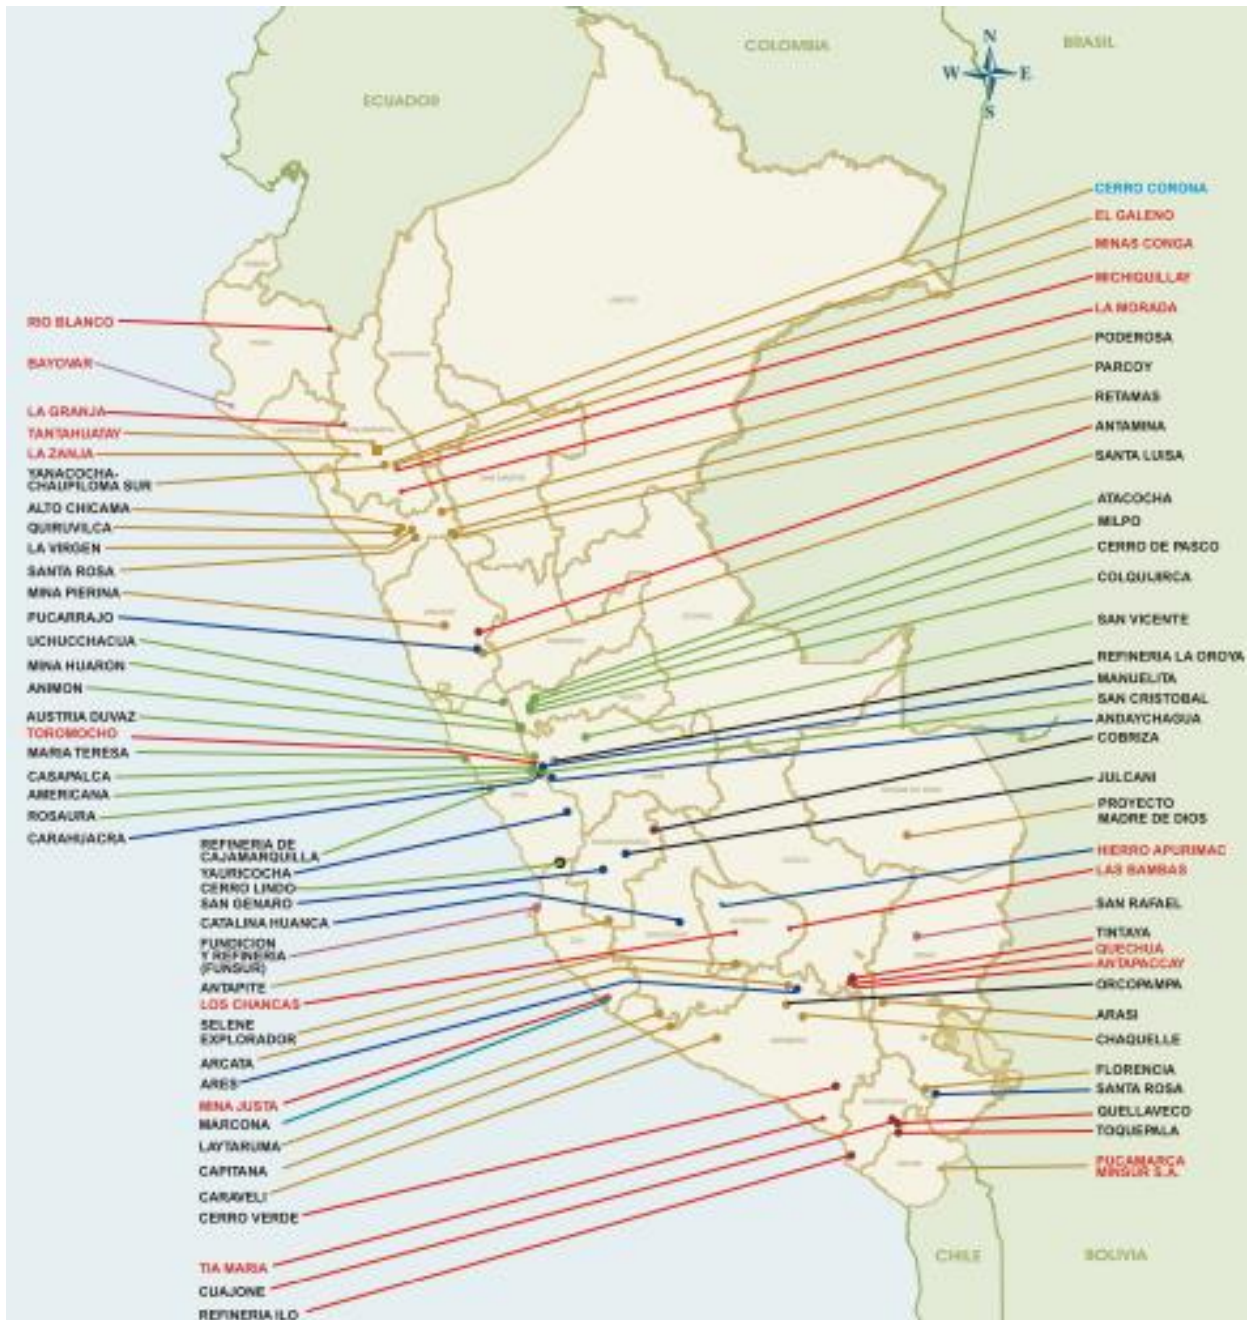 COLOMBIA
BRASIL
ECUADOR
N
W
E
S
CERRO CORONA
EL GALENO
MINAS CONGA
MICHIQUILLAY
LA MORADA
PODEROSA
PARCOY
RETAMAS
ANTAMINA
SANTA LUISA
ATACOCHA
MILPO
CERRO DE PASCO
COLQUIJIRCA
SAN VICENTE
REFINERIA LA OROYA
MANUELITA
SAN CRISTOBAL
ANDAYCHAGUA
COBRIZA
JULCANI
PROYECTO
MADRE DE DIOS
HIERRO APURIMAC
LAS BAMBAS
SAN RAFAEL
TINTAYA
QUECHUA
ANTAPACCAY
ORCOPAMPA
ARASI
CHAQUELLE
FLORENCIA
SANTA ROSA
QUELLAVECO
TOQUEPALA
PUCAMARCA
MINSUR S.A.
RIO BLANCO
BAYOVAR
LA GRANJA
TANTAHUATAY
LA ZANJA
YANACOCHA-
CHAUPILOMA SUR
ALTO CHICAMA
QUIRUVILCA
LA VIRGEN
SANTA ROSA
MINA PIERINA
PUCARRAJO
UCHUCCHACUA
MINA HUARON
ANIMON
AUSTRIA DUVAZ
TOROMOCHO
MARIA TERESA
CASAPALCA
AMERICANA
ROSAURA
CARAHUACRA
REFINERIA DE
CAJAMARQUILLA
YAURICOCHA
CERRO LINDO
SAN GENARO
CATALINA HUANCA
FUNDICION
Y REFINERIA
(FUNSUR)
ANTAPITE
LOS CHANCAS
SELENE
EXPLORADOR
ARCATA
ARES
MINA JUSTA
MARCONA
LAYTARUMA
CAPITANA
CARAVELI
CERRO VERDE
TIA MARIA
CUAJONE
REFINERIA ILO
CHILE
BOLIVIA